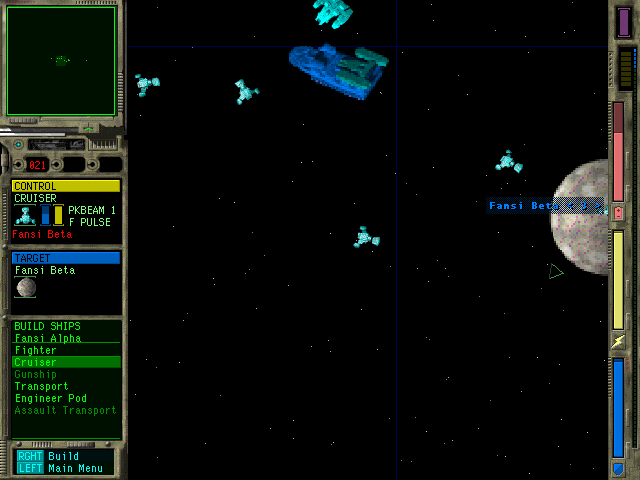 021
CONTROL
CRUISER
PKBEAM 1
F PULSE
Fansi Beta
TARGET
Fansi Beta
BUILD SHIPS
Fansi Alpha
Fighter
Cruiser
Gunship
Transport
Engineer Pod
Assault Transport
RGHT Build
LEFT Main Menu
Fansi Beta < 3 >